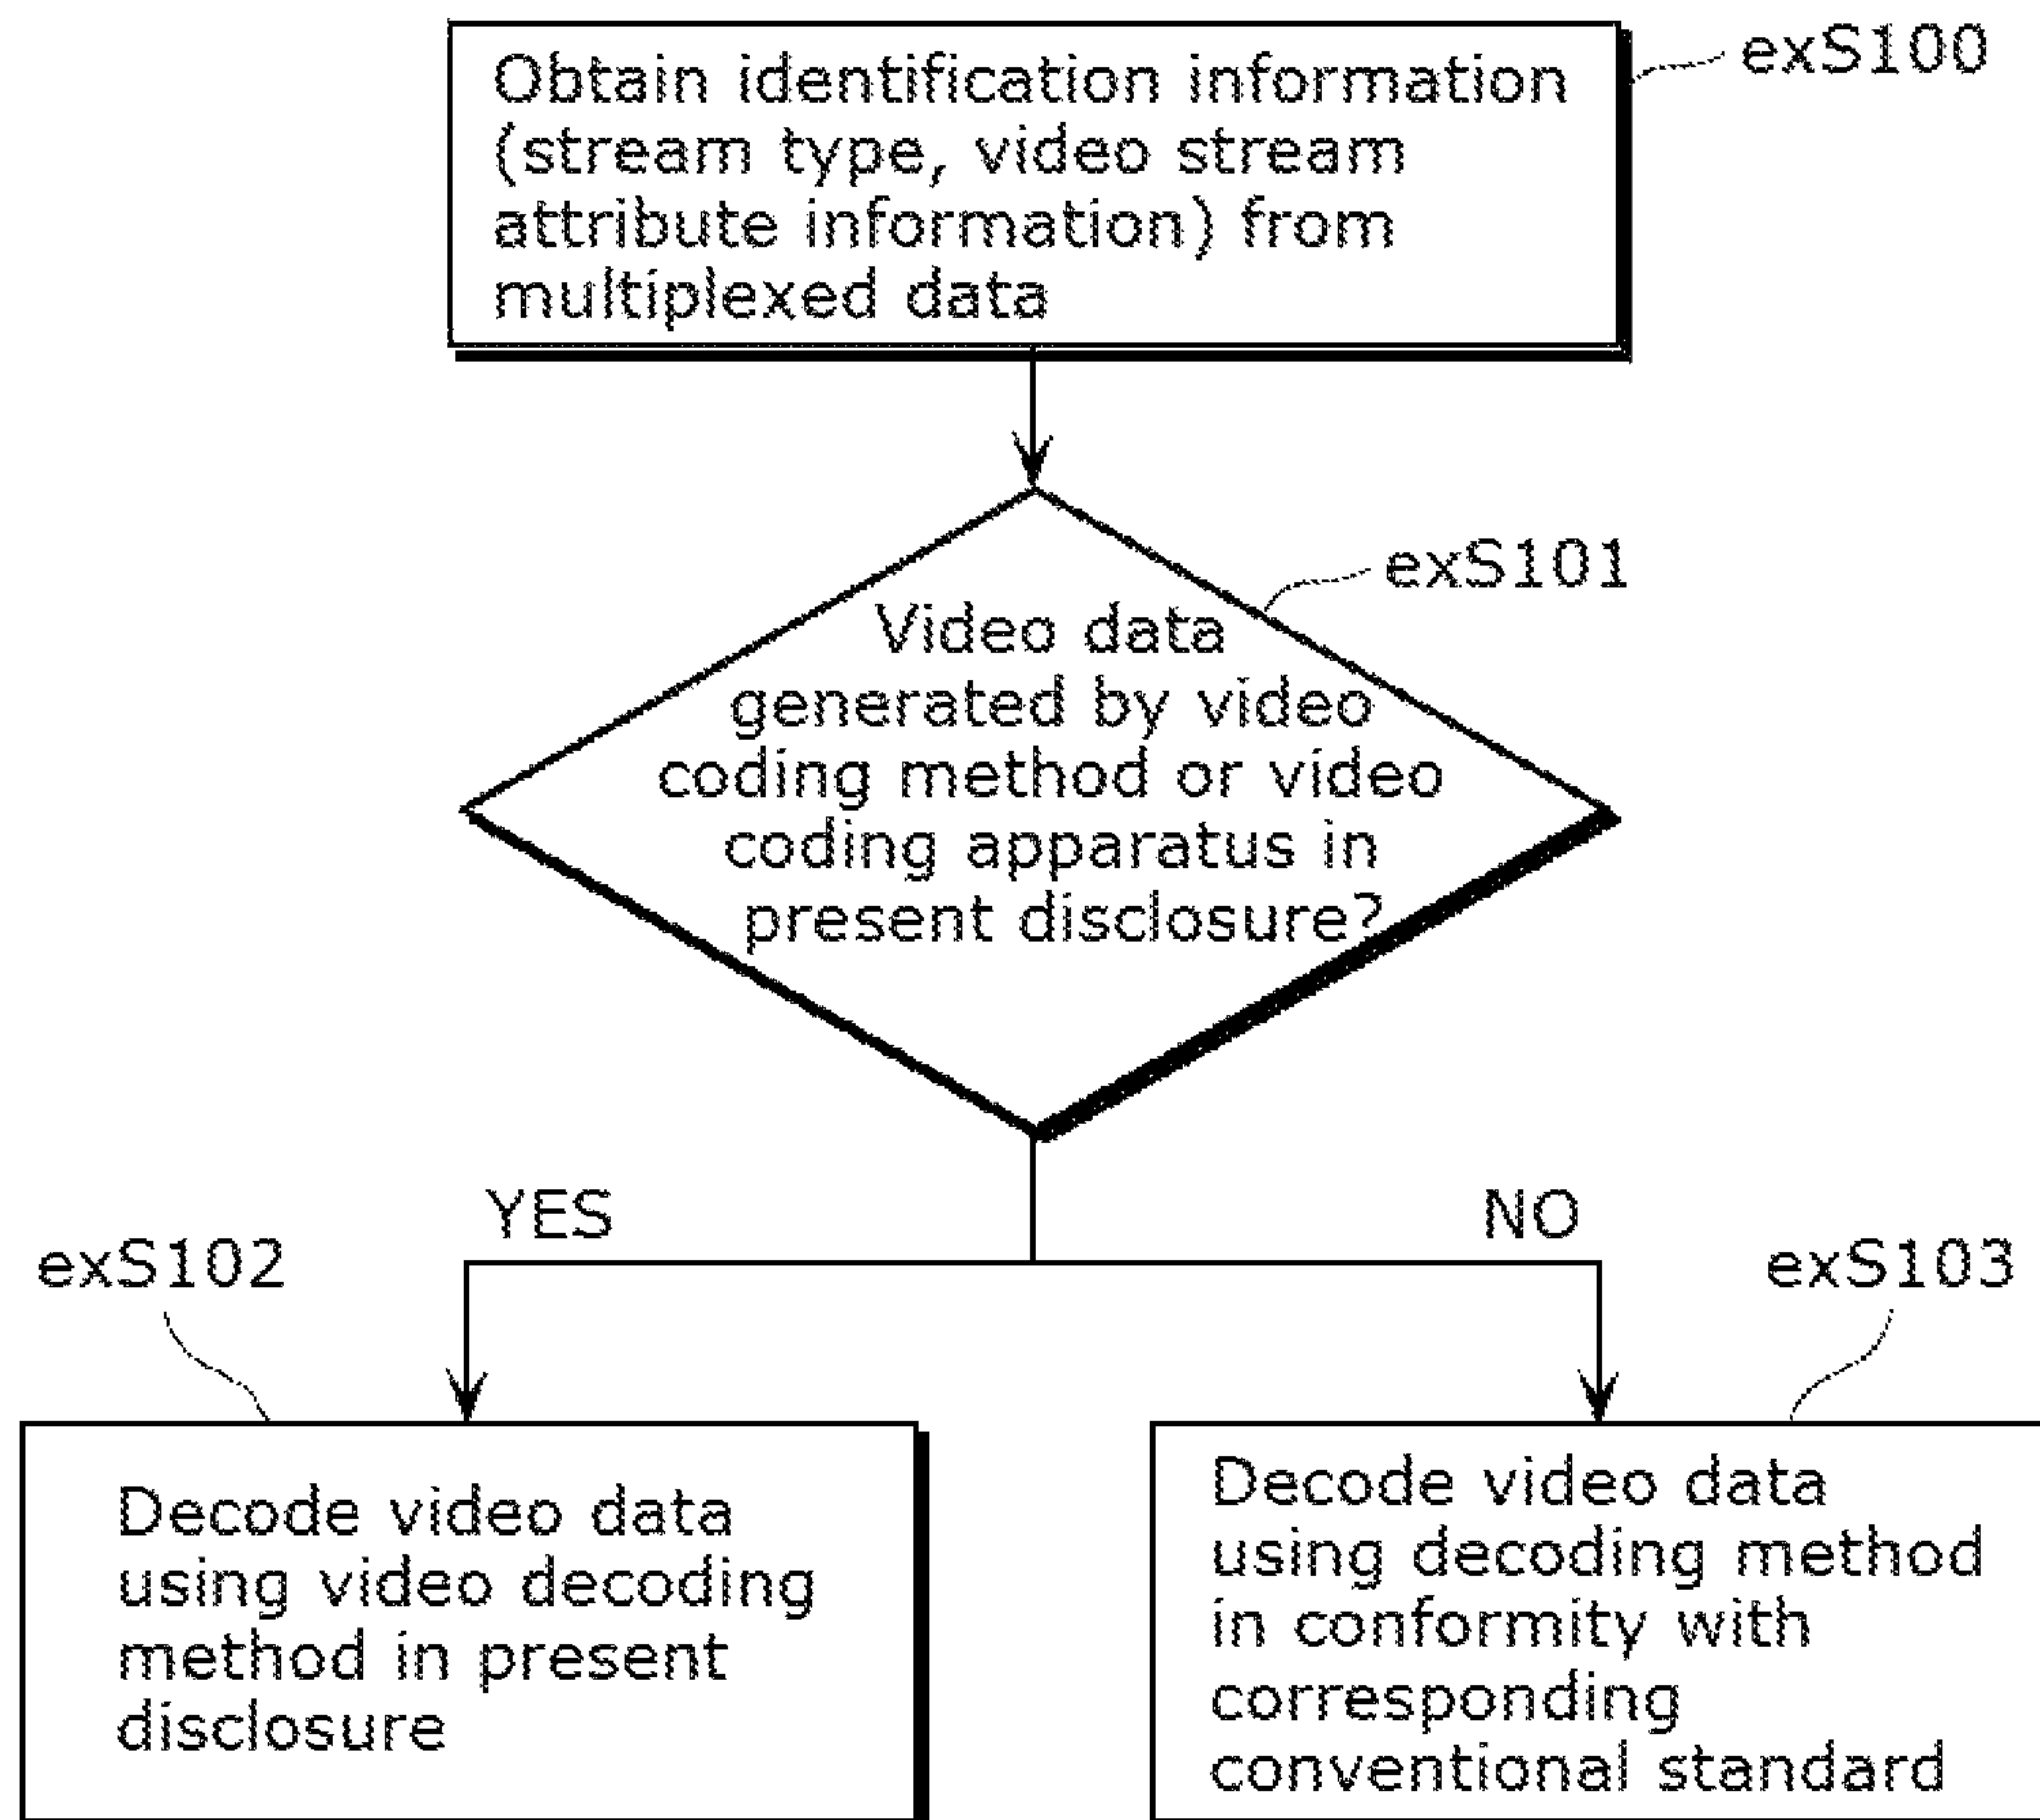 Obtain identification information
(stream type, video stream
attribute information) from
multiplexed data
exS100
exS101
Video data
generated by video
coding method or video
coding apparatus in
present disclosure?
YES
NO
exS102
exS103
Decode video data
using video decoding
method in present
disclosure
Decode video data
using decoding method
in conformity with
corresponding
conventional standard